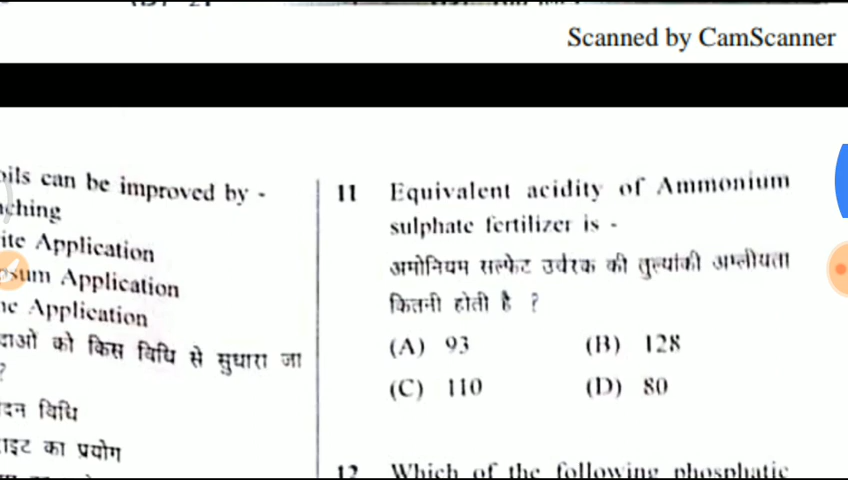 Scanned by CamScanner
ils can be improved by -
ching
ite Application
sum Application
Application
को किस विधि से सुधारा जा
?
विधि
का प्रयोग
11 Equivalent acidity of Ammonium
sulphate fertilizer is -
अमोनियम सल्फेट उर्वरक की तुल्यांकी अम्लीयता
कितनी होती है ?
(A) 93 (B) 128
(C) 110 (D) 80
12 Which of the following phosphatic